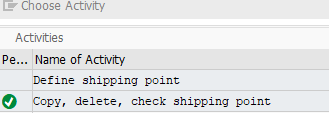 Choose Activity
Activities
Pe... Name of Activity
Define shipping point
Copy, delete, check shipping point